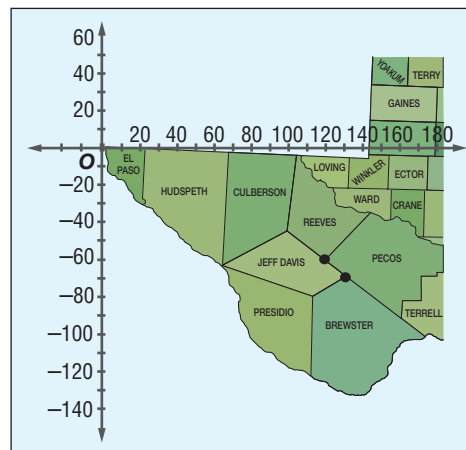 60
YOAKUM
TERRY
40
GAINES
20
O
20 40 60 80 100 120 140 160 180
EL
PASO
LOVING
WINKLER
ECTOR
−20
HUDSPETH
CULBERSON
WARD
CRANE
−40
REEVES
JEFF DAVIS
PECOS
−60
−80
PRESIDIO
TERRELL
BREWSTER
−100
−120
−140